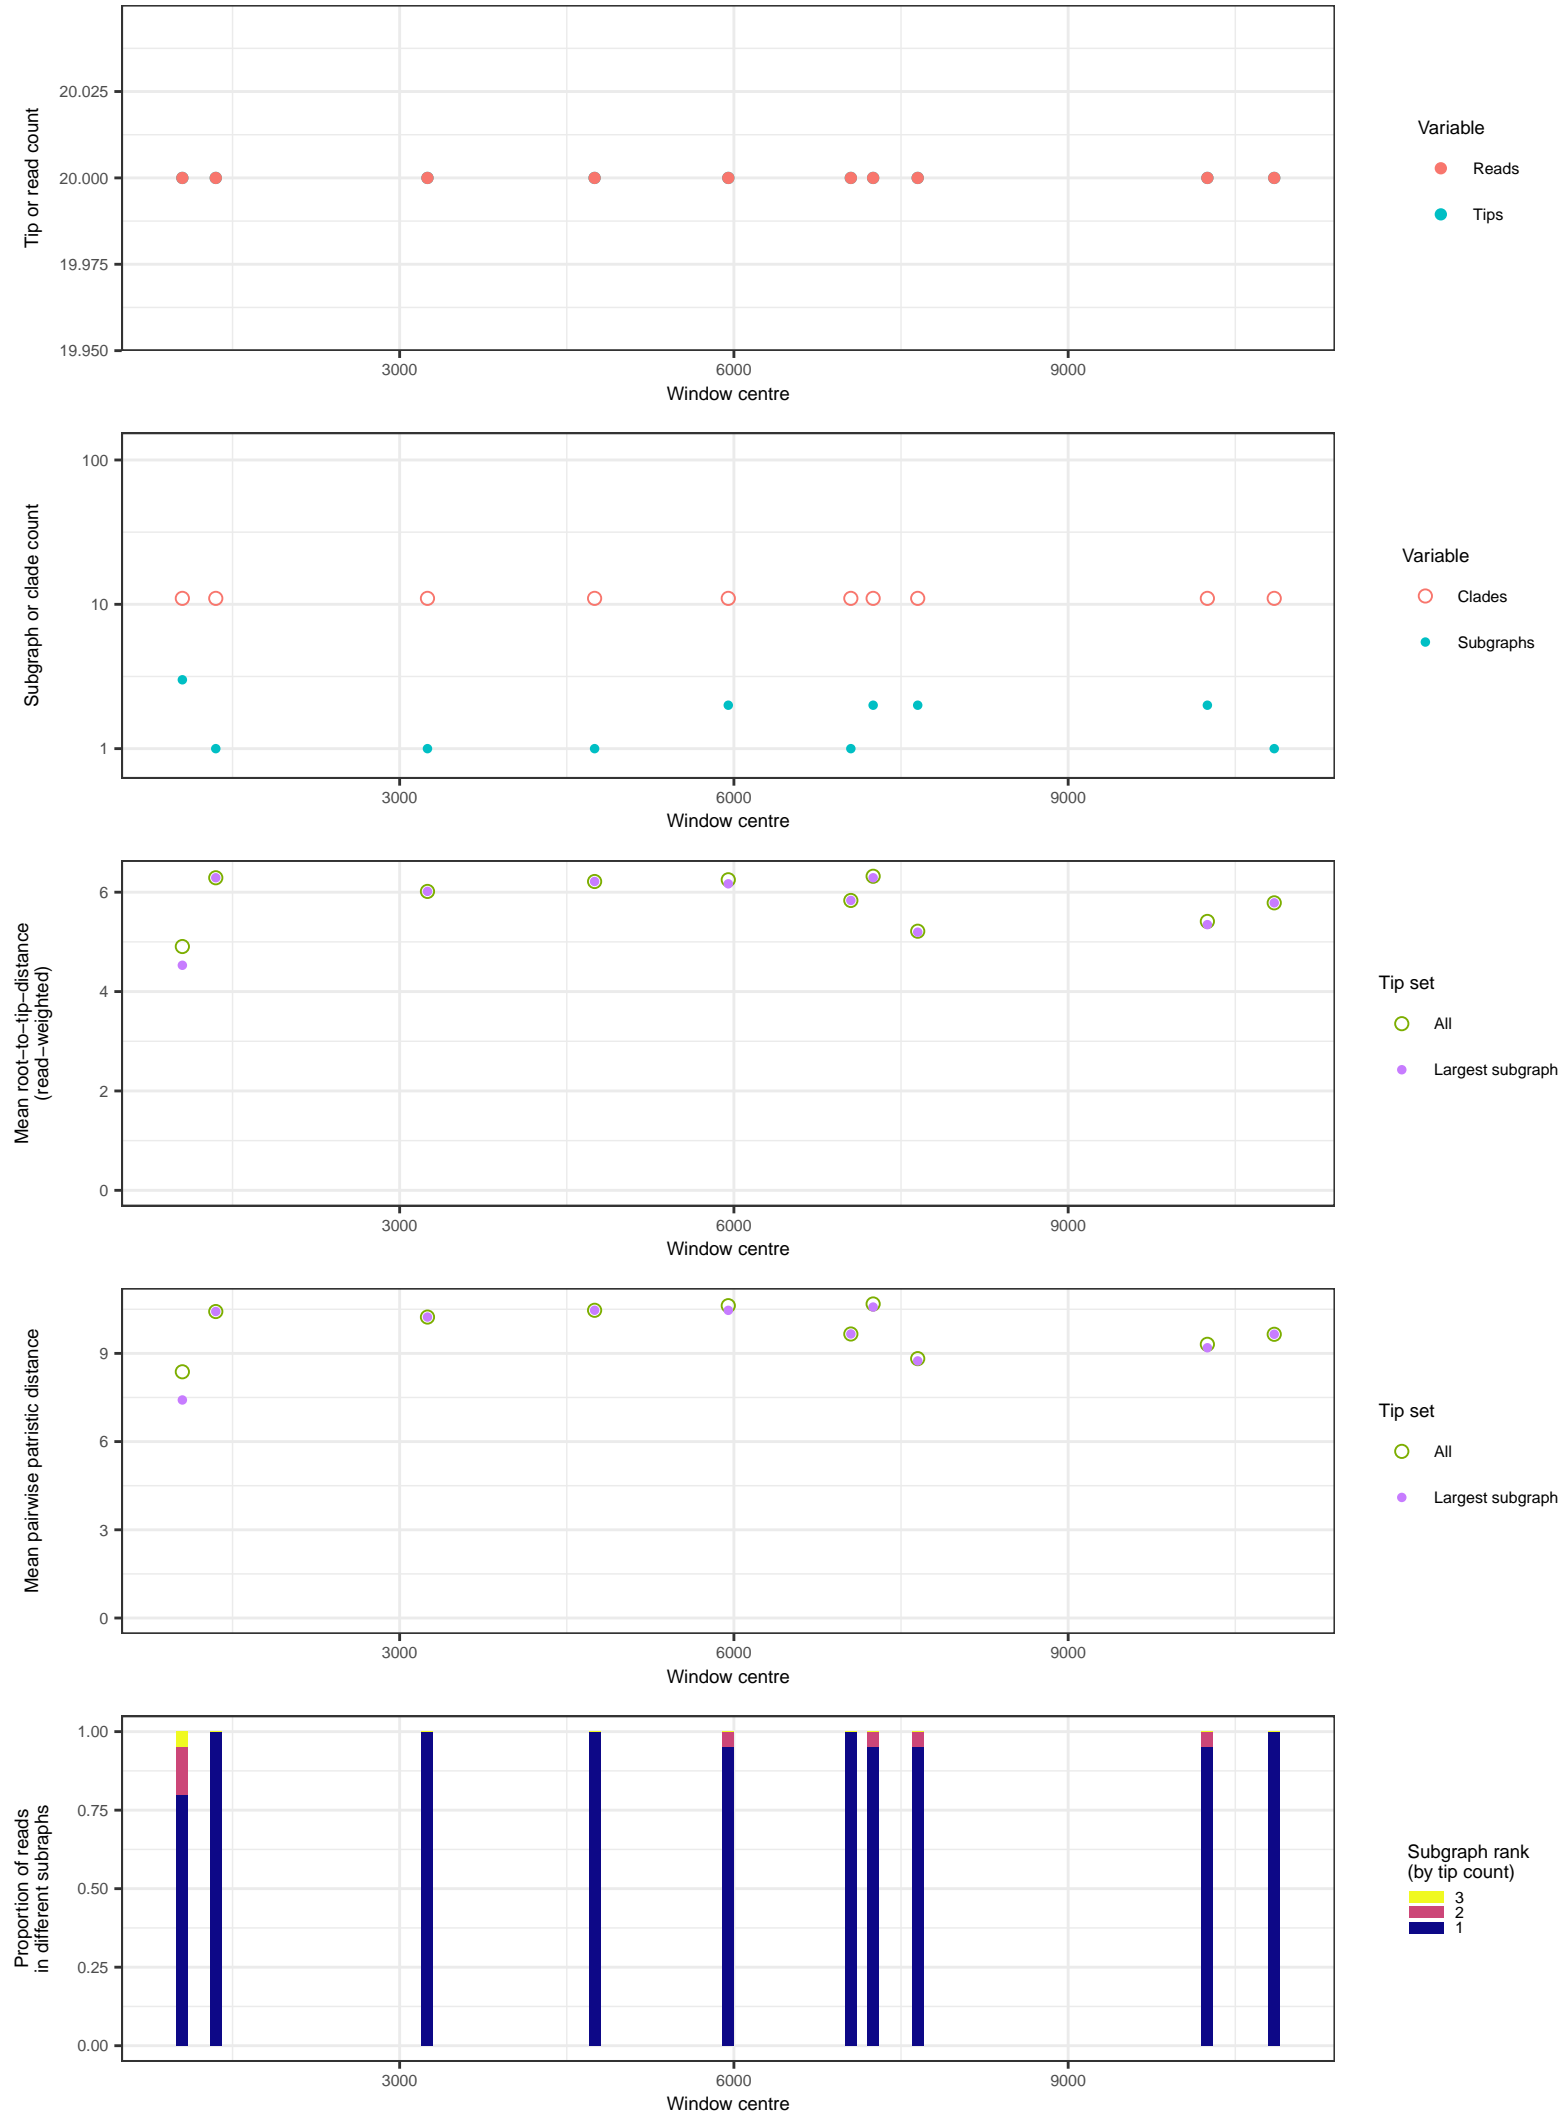 Tip or read count
20.025
20.000
19.975
19.950
3000
6000
9000
Window centre
Variable
Reads
Tips
Subgraph or clade count
100
10
1
3000
6000
9000
Window centre
Variable
Clades
Subgraphs
Mean root−to−tip−distance
(read−weighted)
6
4
2
0
3000
6000
9000
Window centre
Tip set
All
Largest subgraph
Mean pairwise patristic distance
9
6
3
0
3000
6000
9000
Window centre
Tip set
All
Largest subgraph
Proportion of reads
in different subraphs
1.00
0.75
0.50
0.25
0.00
3000
6000
9000
Window centre
Subgraph rank
(by tip count)
3
2
1